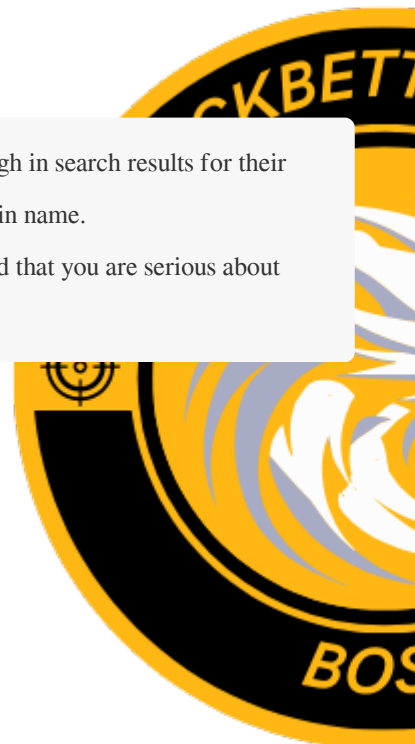 CKBETT
gh in search results for their
in name.
d that you are serious about
BOS